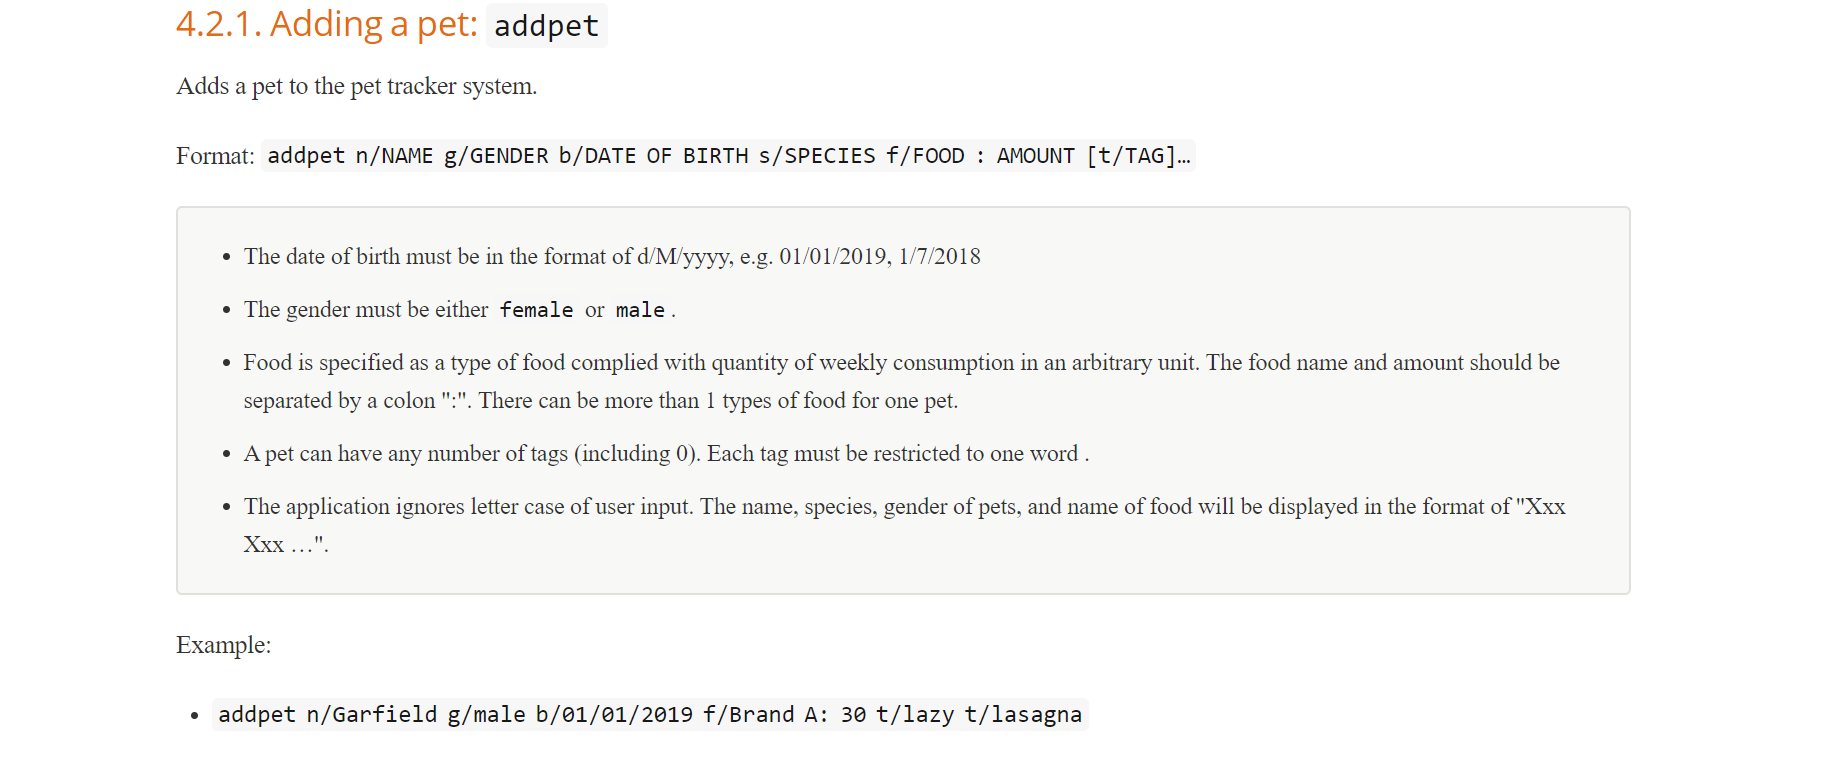 4.2.1. Adding a pet: addpet
Adds a pet to the pet tracker system.
Format: addpet n/NAME g/GENDER b/DATE OF BIRTH s/SPECIES f/FOOD : AMOUNT [t/TAG]…
• The date of birth must be in the format of d/M/yyyy, e.g. 01/01/2019, 1/7/2018
• The gender must be either female or male .
• Food is specified as a type of food complied with quantity of weekly consumption in an arbitrary unit. The food name and amount should be
separated by a colon ":". There can be more than 1 types of food for one pet.
• A pet can have any number of tags (including 0). Each tag must be restricted to one word .
• The application ignores letter case of user input. The name, species, gender of pets, and name of food will be displayed in the format of "Xxx
Xxx …".
Example:
• addpet n/Garfield g/male b/01/01/2019 f/Brand A: 30 t/lazy t/lasagna